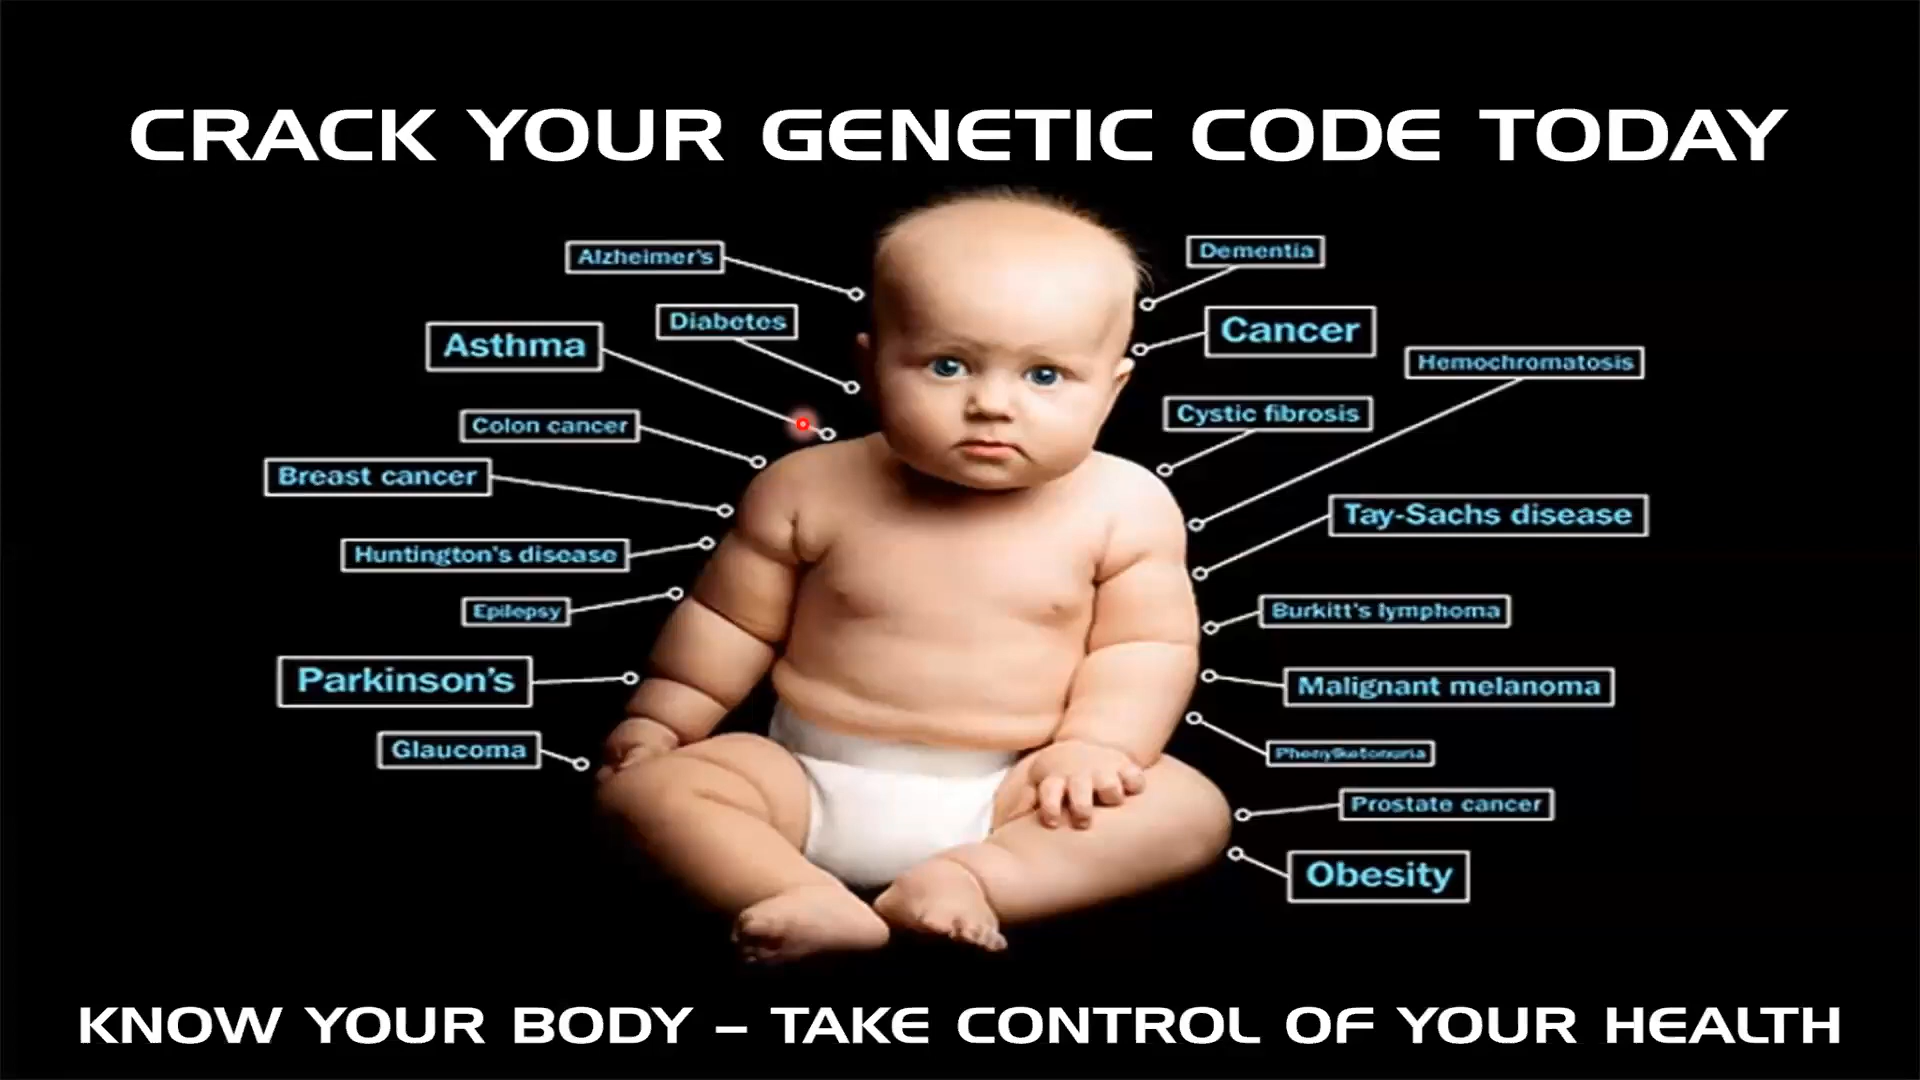 CRACK YOUR GENETIC CODE TODAY
Alzheimer's
Dementia
Diabetes
Cancer
Asthma
Hemochromatosis
Colon cancer
Cystic fibrosis
Breast cancer
Tay-Sachs disease
Huntington's disease
Epilepsy
Burkitt's lymphoma
Parkinson's
Malignant melanoma
Glaucoma
Phenylketonuria
Prostate cancer
Obesity
KNOW YOUR BODY – TAKE CONTROL OF YOUR HEALTH